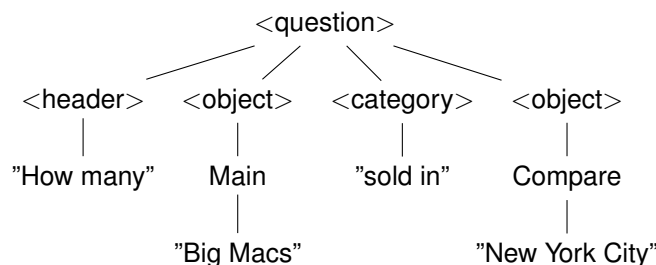 <question>
<header> <object> <category> <object>
”How many” Main ”sold in” Compare
”Big Macs” ”New York City”